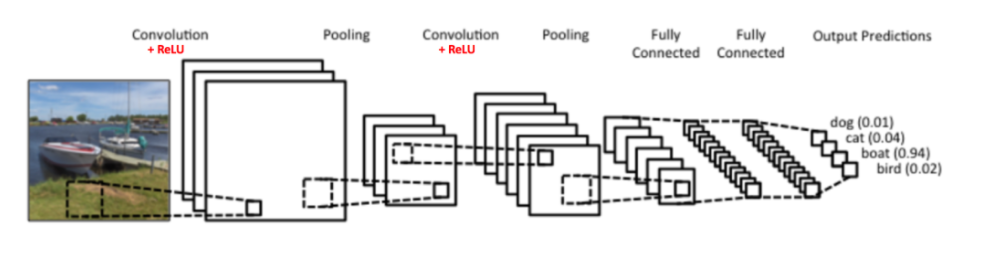 Convolution
+ ReLU
Pooling
Convolution
+ ReLU
Pooling
Fully
Connected
Fully
Connected
Output Predictions
dog (0.01)
cat (0.04)
boat (0.94)
bird (0.02)